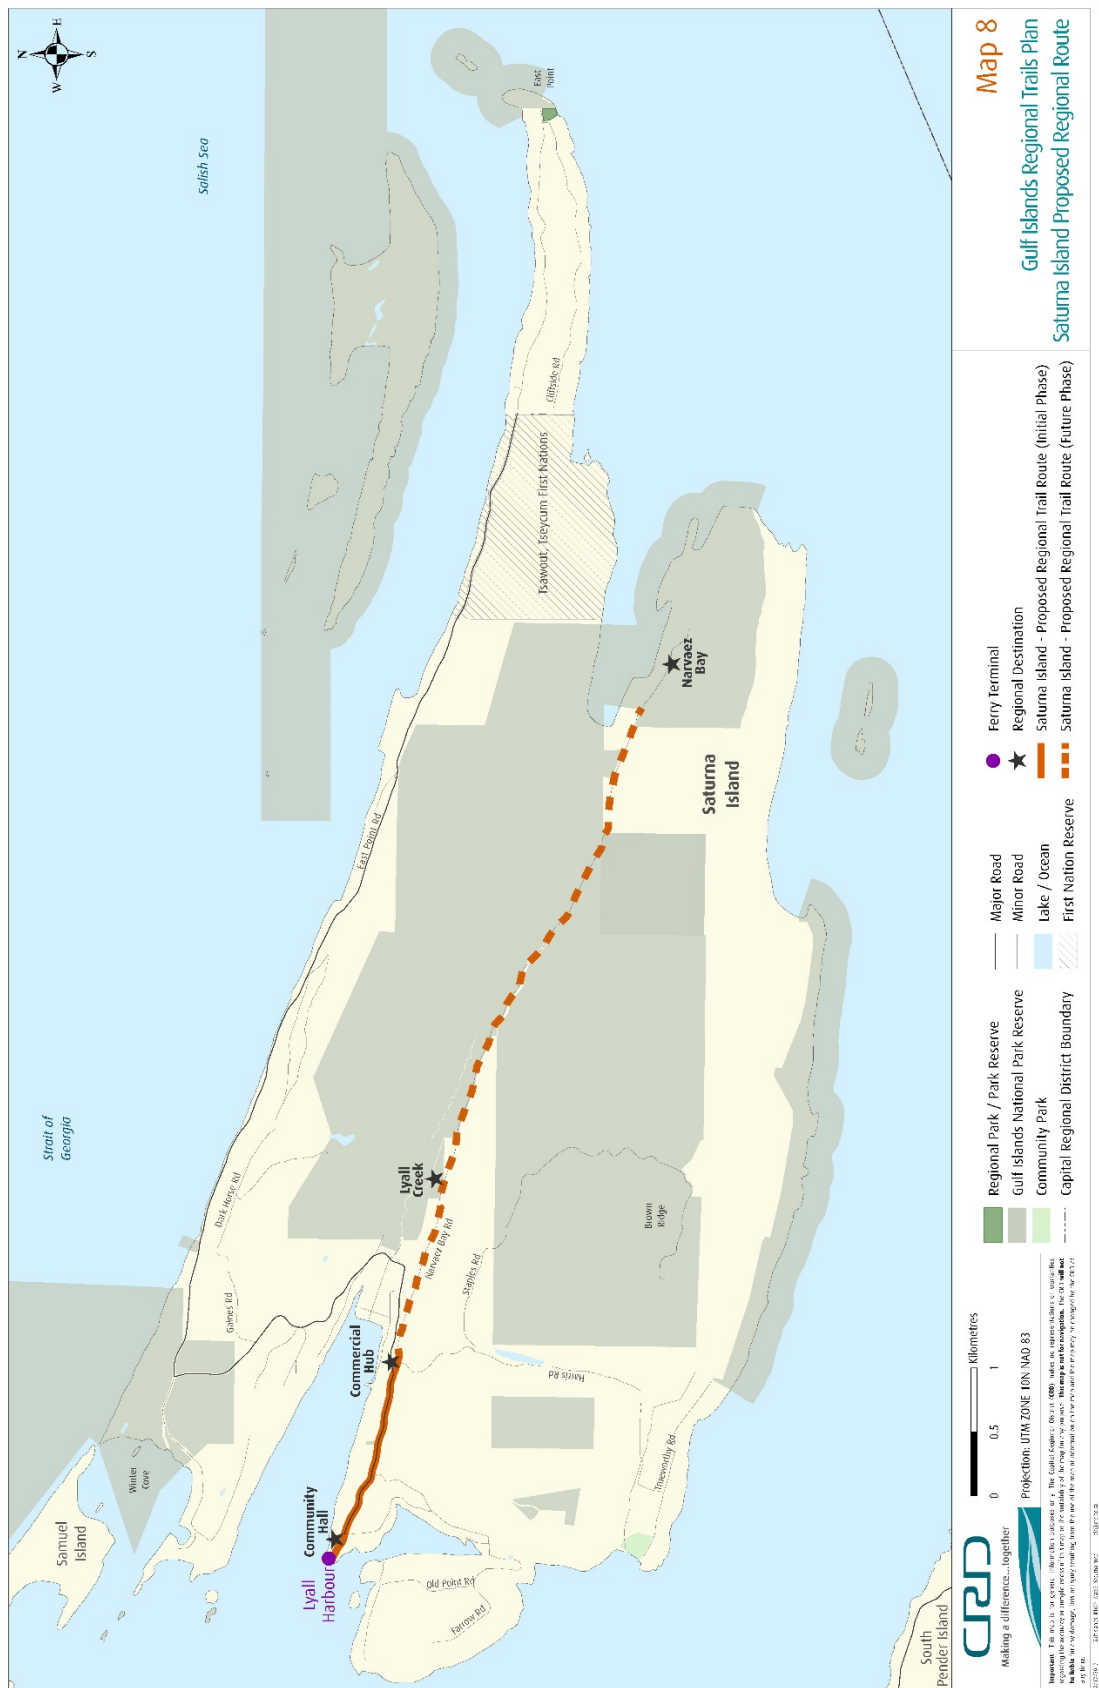 Map 8
Gulf Islands Regional Trails Plan
Saturna Island Proposed Regional Route
N
E
S
W
Salish Sea
Strait of
Georgia
East
Point
Cliffside Rd
Tsawout, Tseycum First Nations
Narvaez
Bay
Saturna
Island
East Point Rd
Dark Horse Rd
Gaines Rd
Lyall
Creek
Narvaez Bay Rd
Staples Rd
Brown
Ridge
Commercial
Hub
Harris Rd
Trueworthy Rd
Winter
Cove
Samuel
Island
Community
Hall
Lyall
Harbour
Old Point Rd
Farrow Rd
South
Pender Island
Ferry Terminal
Regional Destination
Saturna Island - Proposed Regional Trail Route (Initial Phase)
Saturna Island - Proposed Regional Trail Route (Future Phase)
Major Road
Minor Road
Lake / Ocean
First Nation Reserve
Regional Park / Park Reserve
Gulf Islands National Park Reserve
Community Park
Capital Regional District Boundary
0 0.5 1 Kilometres
Projection: UTM ZONE 10N NAD 83
CRD
Making a difference...together